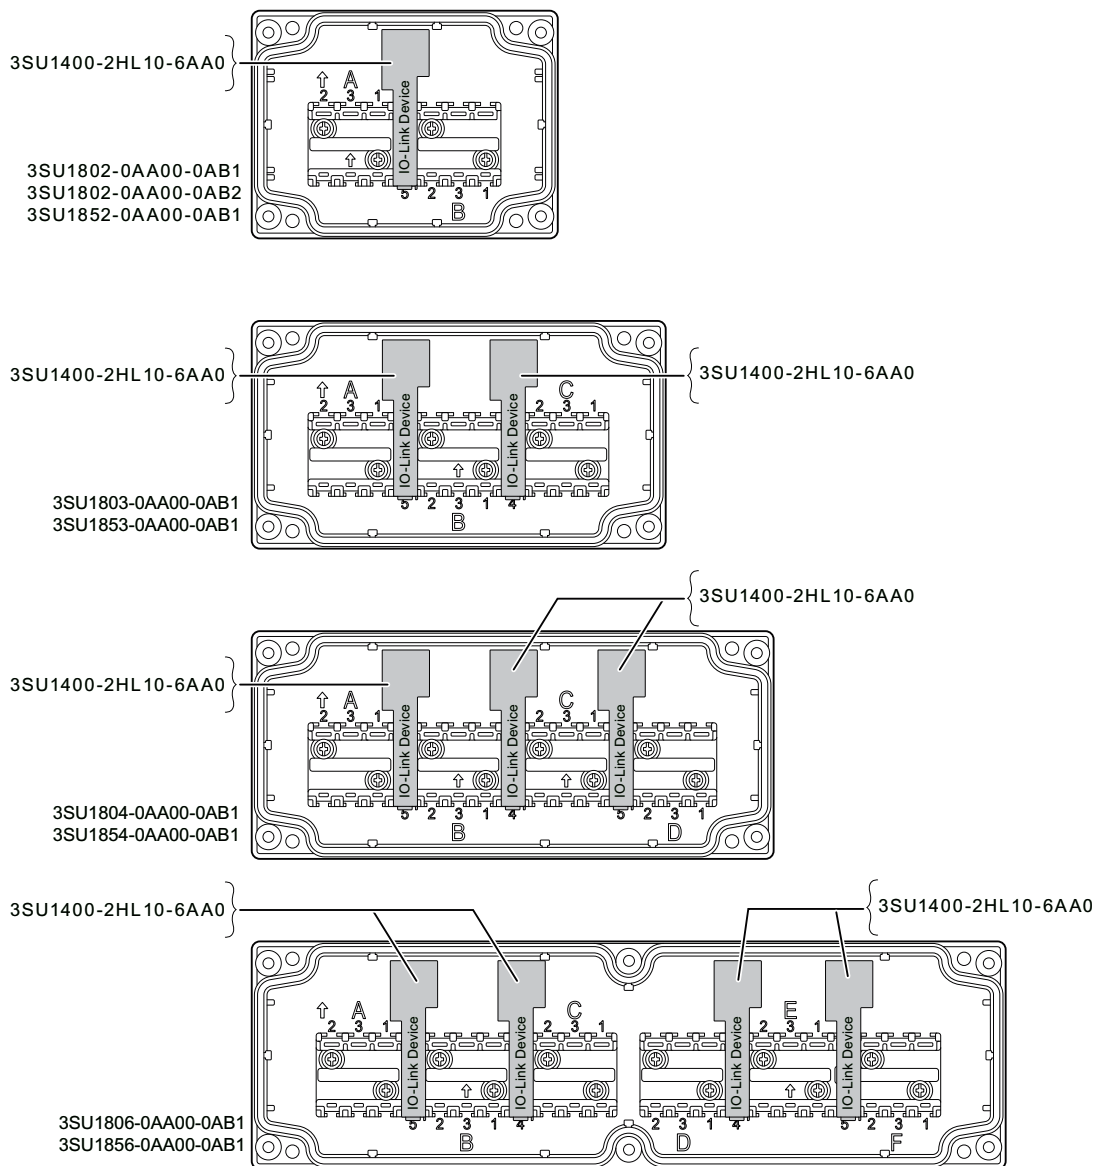 3SU1400-2HL10-6AA0
A
2 3 1
IO-Link Device
5 2 3 1
B
3SU1802-0AA00-0AB1
3SU1802-0AA00-0AB2
3SU1852-0AA00-0AB1
3SU1400-2HL10-6AA0
3SU1400-2HL10-6AA0
A C
2 3 1 2 3 1
IO-Link Device
IO-Link Device
5 2 3 1 4
B
3SU1803-0AA00-0AB1
3SU1853-0AA00-0AB1
3SU1400-2HL10-6AA0
3SU1400-2HL10-6AA0
A C
2 3 1 2 3 1
IO-Link Device
IO-Link Device
IO-Link Device
5 2 3 1 4 5 2 3 1
B D
3SU1804-0AA00-0AB1
3SU1854-0AA00-0AB1
3SU1400-2HL10-6AA0
3SU1400-2HL10-6AA0
A C E
2 3 1 2 3 1 2 3 1
IO-Link Device
IO-Link Device
IO-Link Device
IO-Link Device
5 2 3 1 4 2 3 1 4 5 2 3 1
B D F
3SU1806-0AA00-0AB1
3SU1856-0AA00-0AB1